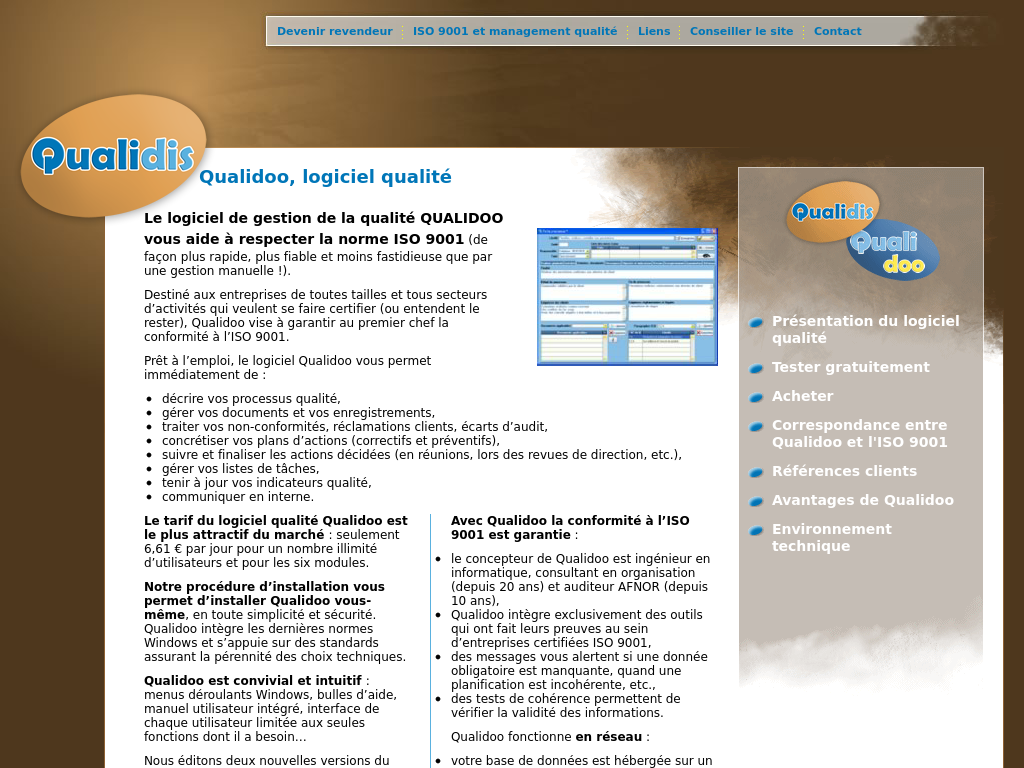 Devenir revendeur
ISO 9001 et management qualité
Liens
Conseiller le site
Contact
Qualidis
Qualidoo, logiciel qualité
Le logiciel de gestion de la qualité QUALIDOO
vous aide à respecter la norme ISO 9001 (de
façon plus rapide, plus fiable et moins fastidieuse que par
une gestion manuelle !).
Destiné aux entreprises de toutes tailles et tous secteurs
d’activités qui veulent se faire certifier (ou entendent le
rester), Qualidoo vise à garantir au premier chef la
conformité à l’ISO 9001.
Prêt à l’emploi, le logiciel Qualidoo vous permet
immédiatement de :
• décrire vos processus qualité,
• gérer vos documents et vos enregistrements,
• traiter vos non-conformités, réclamations clients, écarts d’audit,
• concrétiser vos plans d’actions (correctifs et préventifs),
• suivre et finaliser les actions décidées (en réunions, lors des revues de direction, etc.),
• gérer vos listes de tâches,
• tenir à jour vos indicateurs qualité,
• communiquer en interne.
Le tarif du logiciel qualité Qualidoo est
le plus attractif du marché : seulement
6,61 € par jour pour un nombre illimité
d’utilisateurs et pour les six modules.
Notre procédure d’installation vous
permet d’installer Qualidoo vous-
même, en toute simplicité et sécurité.
Qualidoo intègre les dernières normes
Windows et s’appuie sur des standards
assurant la pérennité des choix techniques.
Qualidoo est convivial et intuitif :
menus déroulants Windows, bulles d’aide,
manuel utilisateur intégré, interface de
chaque utilisateur limitée aux seules
fonctions dont il a besoin…
Nous éditons deux nouvelles versions du
Avec Qualidoo la conformité à l’ISO
9001 est garantie :
• le concepteur de Qualidoo est ingénieur en
informatique, consultant en organisation
(depuis 20 ans) et auditeur AFNOR (depuis
10 ans),
• Qualidoo intègre exclusivement des outils
qui ont fait leurs preuves au sein
d’entreprises certifiées ISO 9001,
• des messages vous alertent si une donnée
obligatoire est manquante, quand une
planification est incohérente, etc.,
• des tests de cohérence permettent de
vérifier la validité des informations.
Qualidoo fonctionne en réseau :
• votre base de données est hébergée sur un
Qualidis
Quali
doo
Présentation du logiciel
qualité
Tester gratuitement
Acheter
Correspondance entre
Qualidoo et l'ISO 9001
Références clients
Avantages de Qualidoo
Environnement
technique